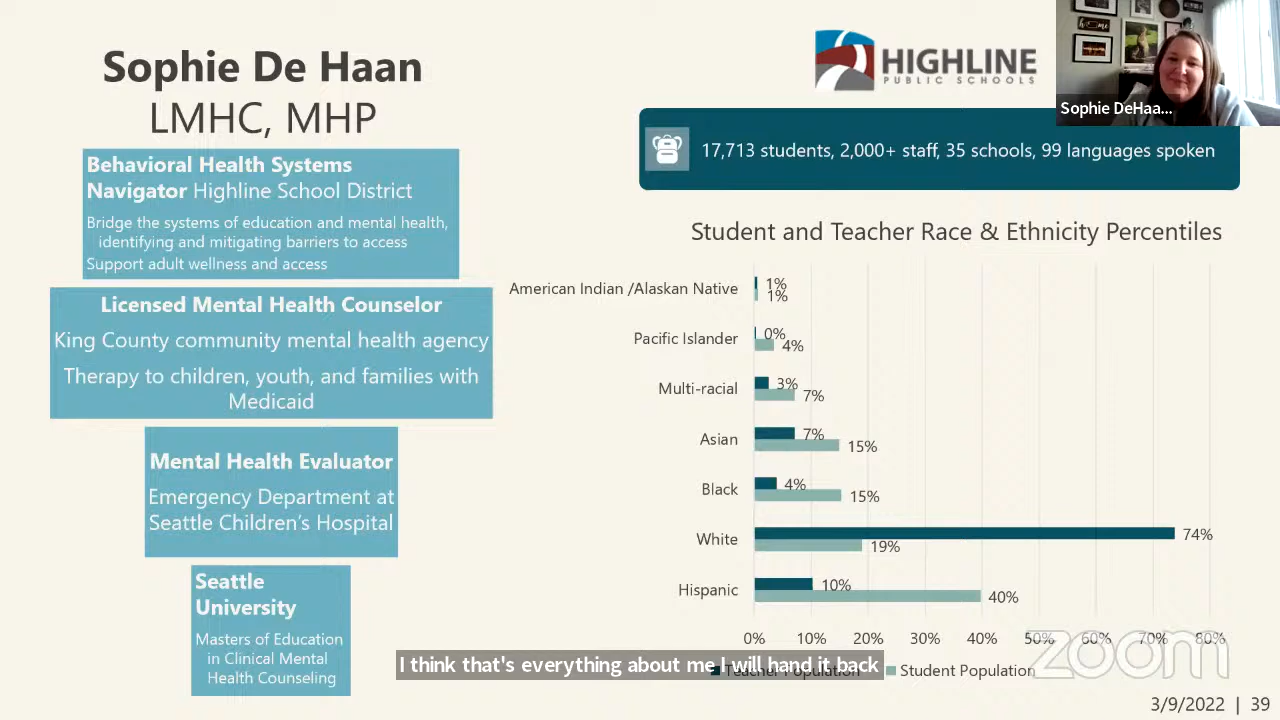 Sophie De Haan
LMHC, MHP
Behavioral Health Systems
Navigator Highline School District
Bridge the systems of education and mental health,
identifying and mitigating barriers to access
Support adult wellness and access
Licensed Mental Health Counselor
King County community mental health agency
Therapy to children, youth, and families with
Medicaid
Mental Health Evaluator
Emergency Department at
Seattle Children's Hospital
Seattle
University
Masters of Education
in Clinical Mental
Health Counseling
HIGHLINE
PUBLIC SCHOOLS
home
Sophie DeHaa...
17,713 students, 2,000+ staff, 35 schools, 99 languages spoken
Student and Teacher Race & Ethnicity Percentiles
American Indian /Alaskan Native
1%
1%
Pacific Islander
0%
4%
Multi-racial
3%
7%
Asian
7%
15%
Black
4%
15%
White
74%
19%
Hispanic
10%
40%
0% 10% 20% 30% 40% 50% 60% 70% 80%
Teacher Population Student Population
I think that's everything about me I will hand it back
zoom
3/9/2022 | 39